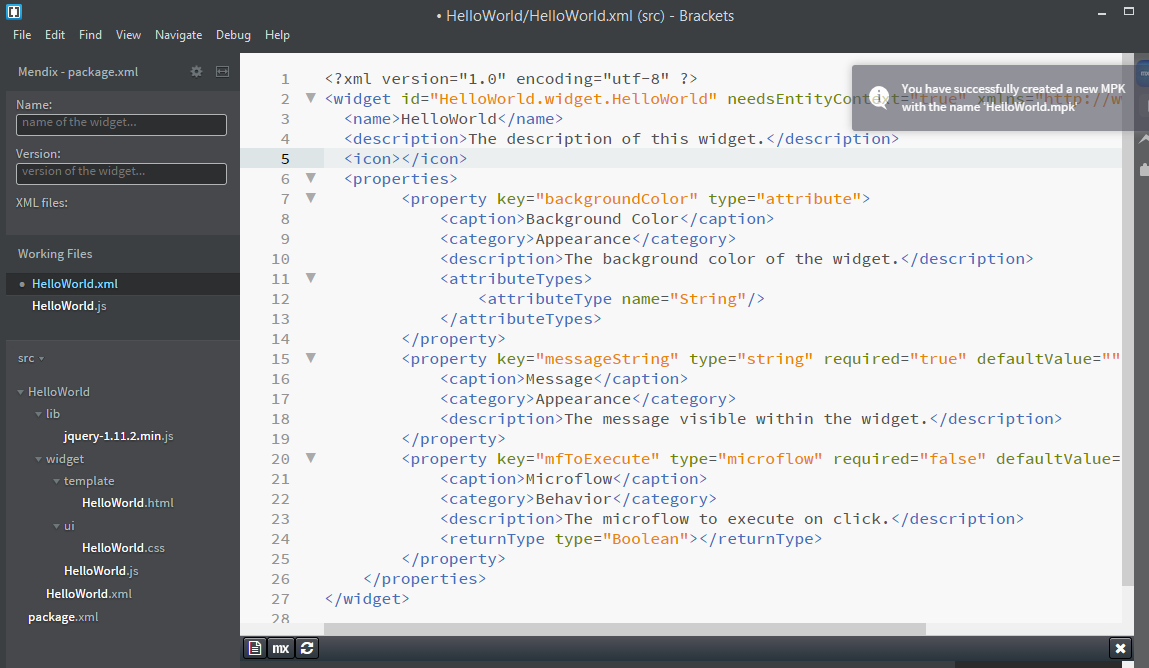 • HelloWorld/HelloWorld.xml (src) - Brackets
File Edit Find View Navigate Debug Help
Mendix - package.xml
Name:
name of the widget...
Version:
version of the widget...
XML files:
Working Files
• HelloWorld.xml
HelloWorld.js
src
HelloWorld
lib
jquery-1.11.2.min.js
widget
template
HelloWorld.html
ui
HelloWorld.css
HelloWorld.js
HelloWorld.xml
package.xml
1 <?xml version="1.0" encoding="utf-8" ?>
2 <widget id="HelloWorld.widget.HelloWorld" needsEntityContext="true" xmlns="http://w
3 <name>HelloWorld</name>
4 <description>The description of this widget.</description>
5 <icon></icon>
6 <properties>
7 <property key="backgroundColor" type="attribute">
8 <caption>Background Color</caption>
9 <category>Appearance</category>
10 <description>The background color of the widget.</description>
11 <attributeTypes>
12 <attributeType name="String"/>
13 </attributeTypes>
14 </property>
15 <property key="messageString" type="string" required="true" defaultValue=""
16 <caption>Message</caption>
17 <category>Appearance</category>
18 <description>The message visible within the widget.</description>
19 </property>
20 <property key="mfToExecute" type="microflow" required="false" defaultValue=
21 <caption>Microflow</caption>
22 <category>Behavior</category>
23 <description>The microflow to execute on click.</description>
24 <returnType type="Boolean"></returnType>
25 </property>
26 </properties>
27 </widget>
28
You have successfully created a new MPK
with the name 'HelloWorld.mpk'
mx